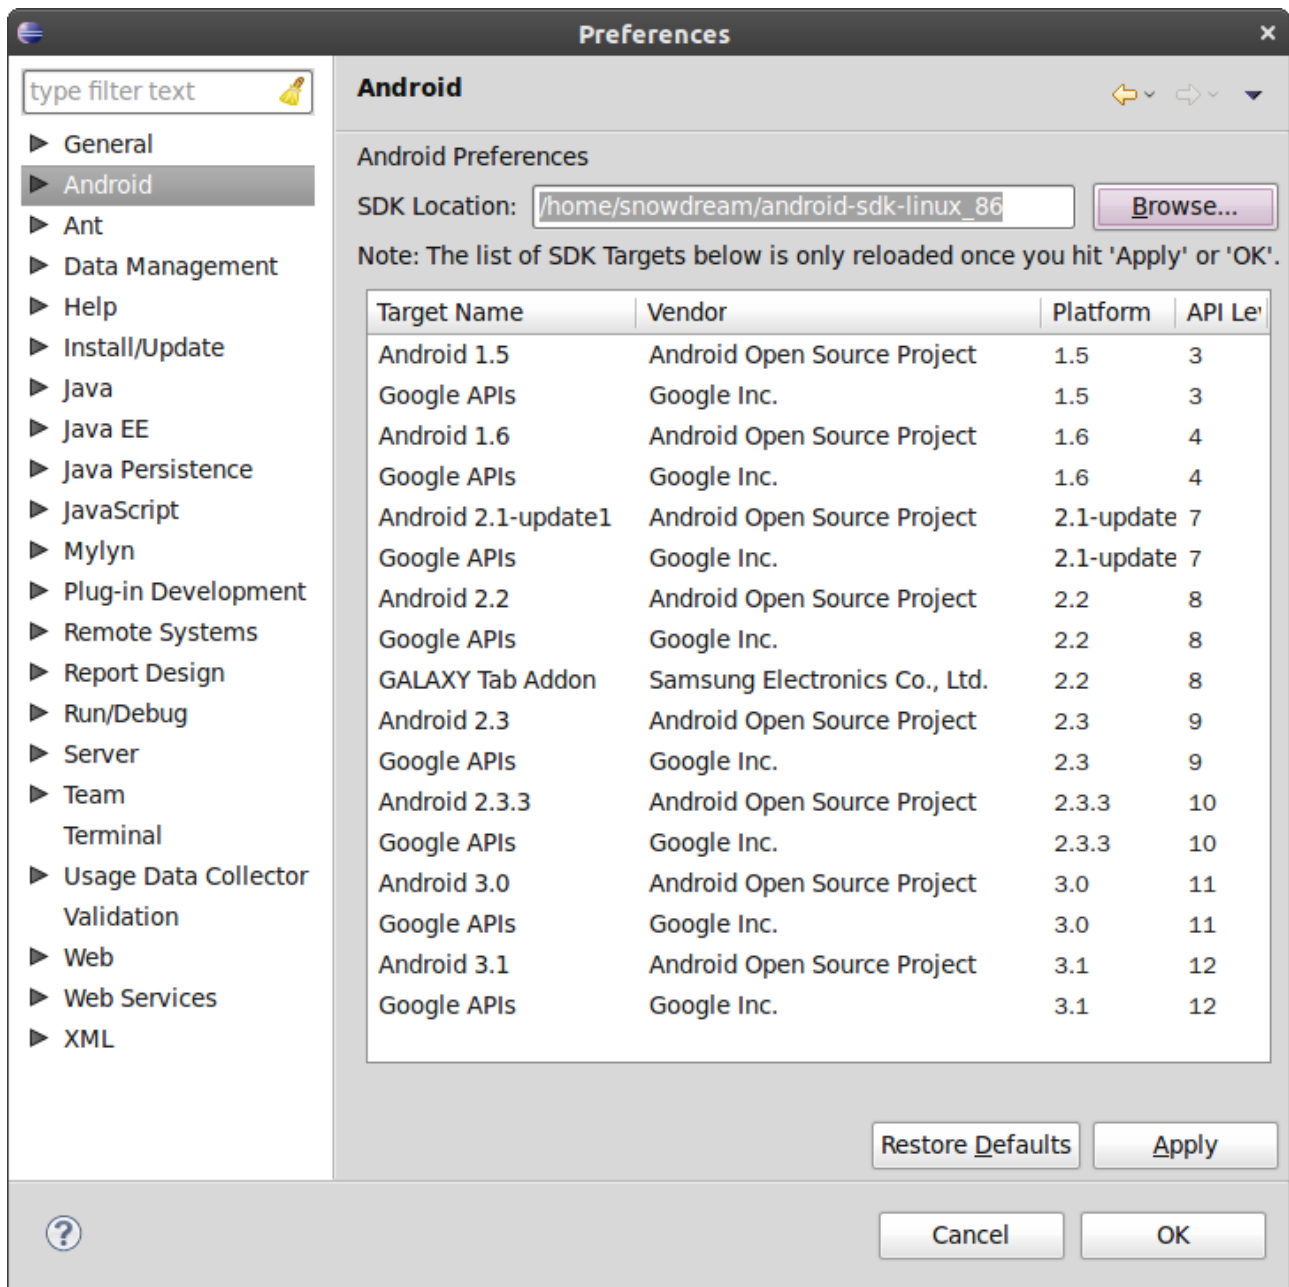 Preferences
type filter text
General
Android
Ant
Data Management
Help
Install/Update
Java
Java EE
Java Persistence
JavaScript
Mylyn
Plug-in Development
Remote Systems
Report Design
Run/Debug
Server
Team
Terminal
Usage Data Collector
Validation
Web
Web Services
XML
Android
Android Preferences
SDK Location: /home/snowdream/android-sdk-linux_86 Browse...
Note: The list of SDK Targets below is only reloaded once you hit 'Apply' or 'OK'.
Target Name Vendor Platform API Lev
Android 1.5 Android Open Source Project 1.5 3
Google APIs Google Inc. 1.5 3
Android 1.6 Android Open Source Project 1.6 4
Google APIs Google Inc. 1.6 4
Android 2.1-update1 Android Open Source Project 2.1-update 7
Google APIs Google Inc. 2.1-update 7
Android 2.2 Android Open Source Project 2.2 8
Google APIs Google Inc. 2.2 8
GALAXY Tab Addon Samsung Electronics Co., Ltd. 2.2 8
Android 2.3 Android Open Source Project 2.3 9
Google APIs Google Inc. 2.3 9
Android 2.3.3 Android Open Source Project 2.3.3 10
Google APIs Google Inc. 2.3.3 10
Android 3.0 Android Open Source Project 3.0 11
Google APIs Google Inc. 3.0 11
Android 3.1 Android Open Source Project 3.1 12
Google APIs Google Inc. 3.1 12
Restore Defaults Apply
? Cancel OK